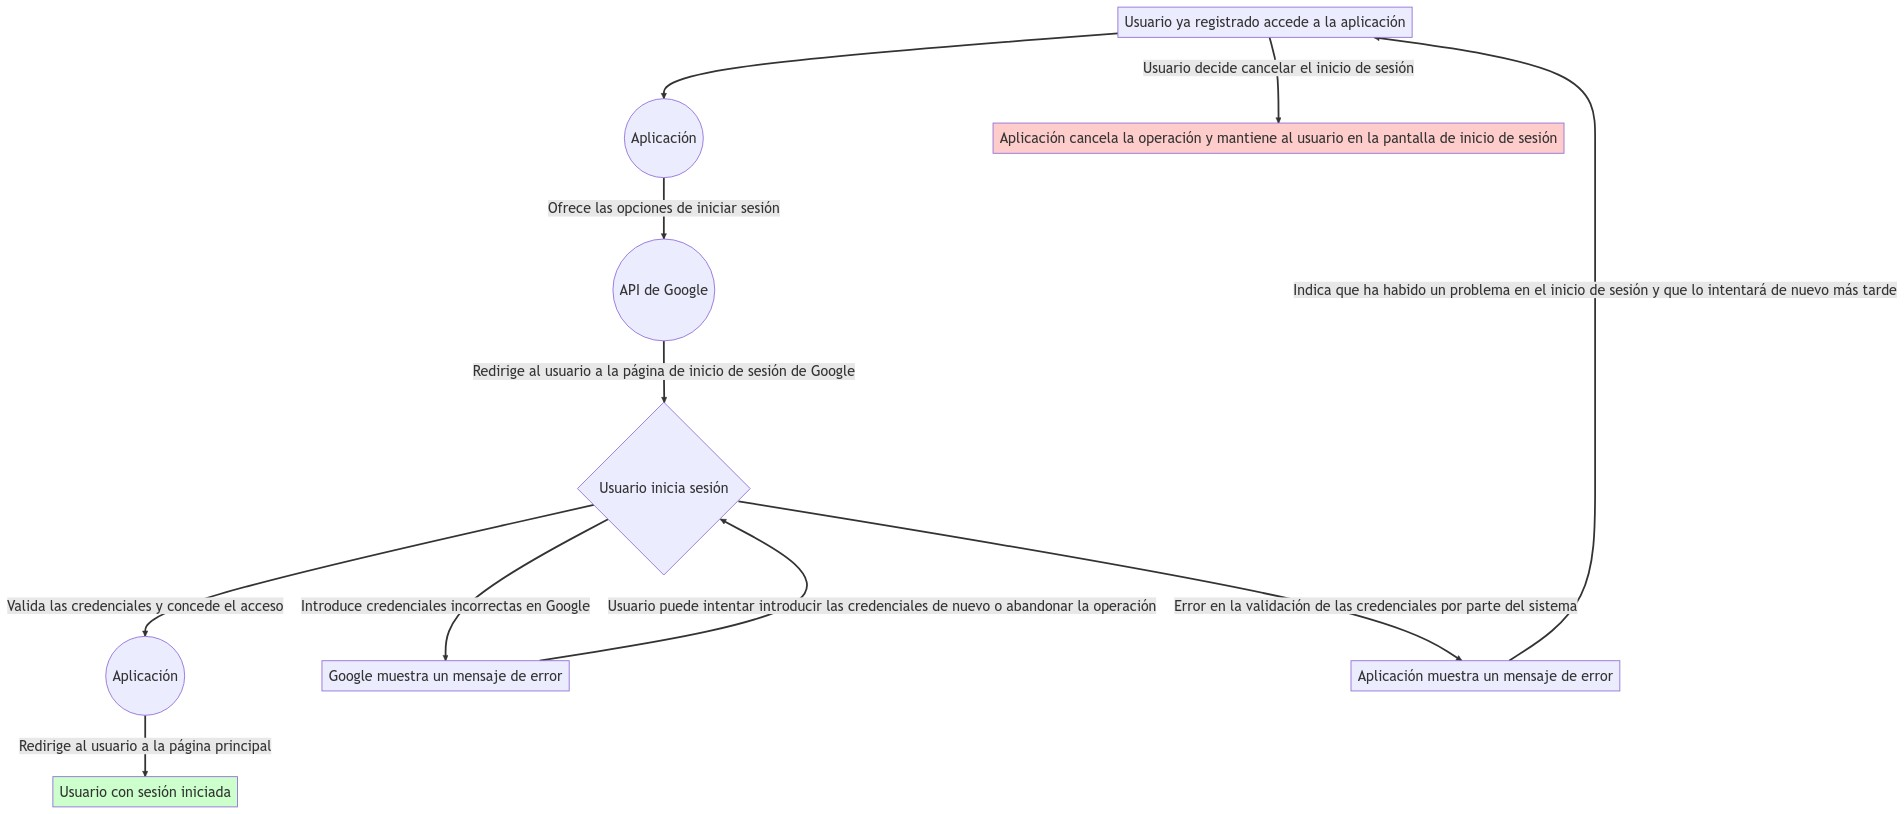 Usuario ya registrado accede a la aplicación
Usuario decide cancelar el inicio de sesión
Aplicación
Aplicación cancela la operación y mantiene al usuario en la pantalla de inicio de sesión
Ofrece las opciones de iniciar sesión
API de Google
Indica que ha habido un problema en el inicio de sesión y que lo intentará de nuevo más tarde
Redirige al usuario a la página de inicio de sesión de Google
Usuario inicia sesión
Valida las credenciales y concede el acceso
Introduce credenciales incorrectas en Google
Usuario puede intentar introducir las credenciales de nuevo o abandonar la operación
Error en la validación de las credenciales por parte del sistema
Aplicación
Google muestra un mensaje de error
Aplicación muestra un mensaje de error
Redirige al usuario a la página principal
Usuario con sesión iniciada